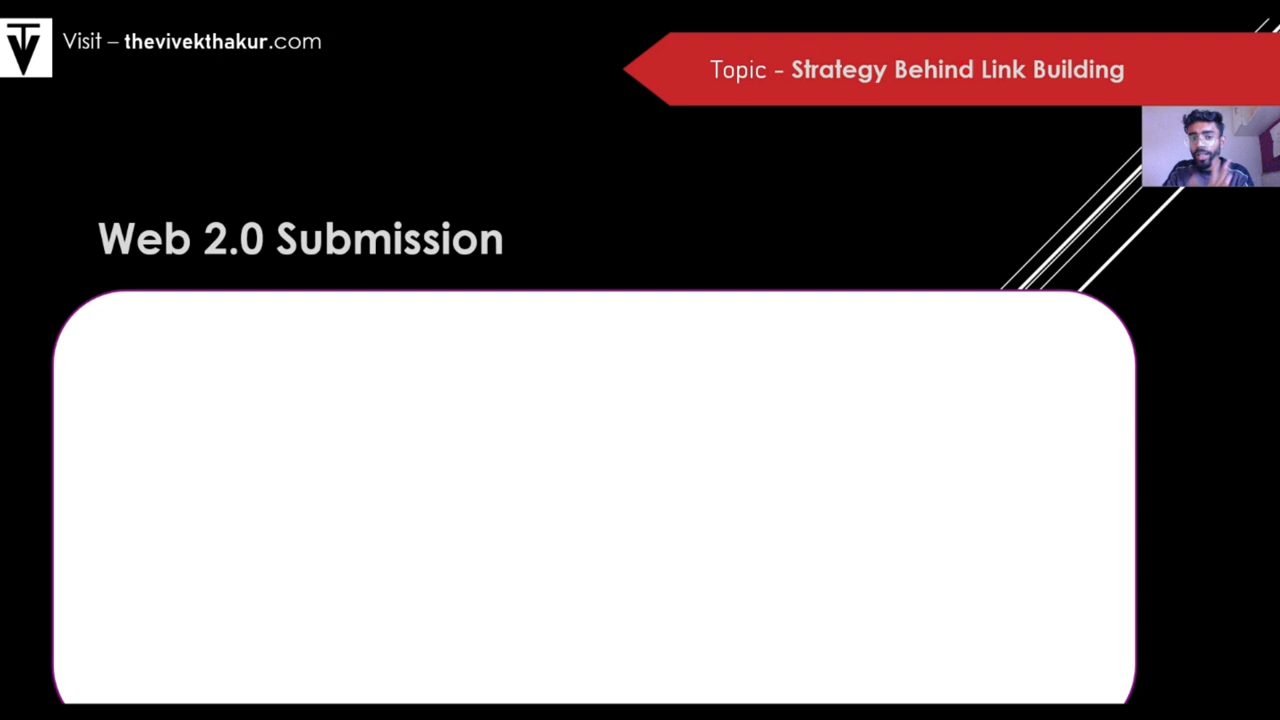 Visit – thevivekthakur.com
Topic - Strategy Behind Link Building
Web 2.0 Submission